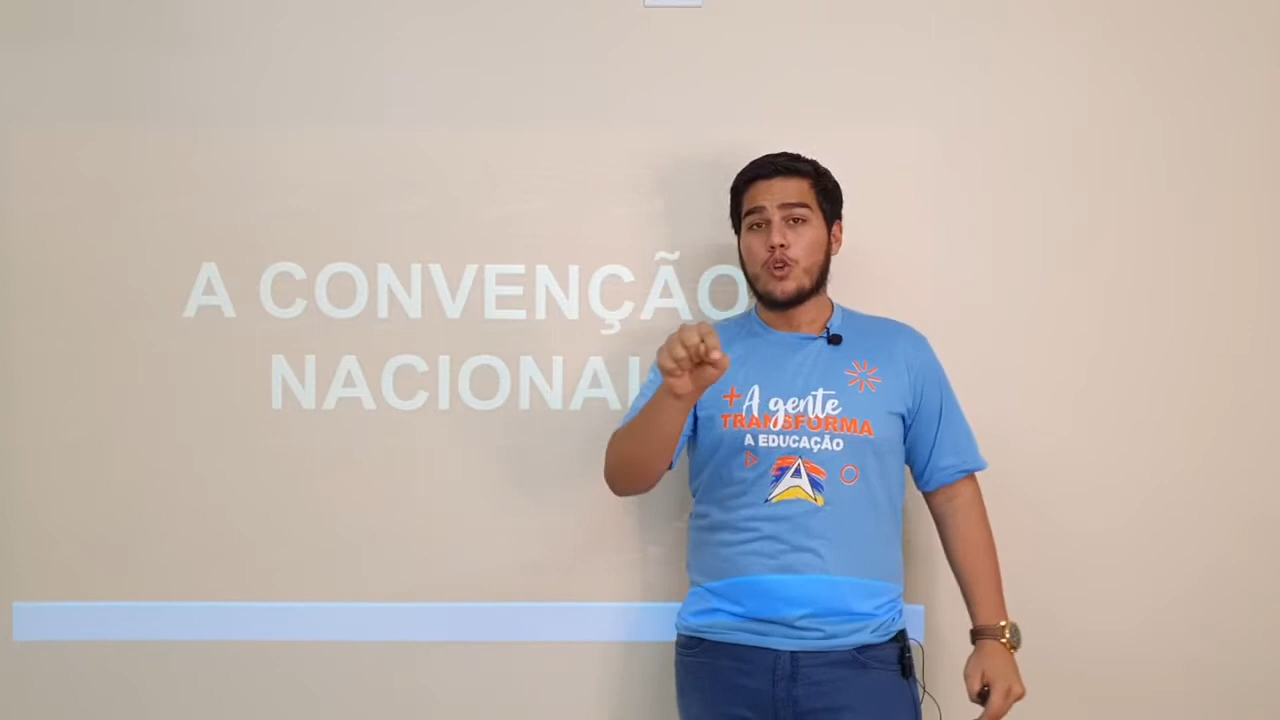 A CONVENÇÃO
NACIONAL
A gente
TRANSFORMA
A EDUCAÇÃO
A